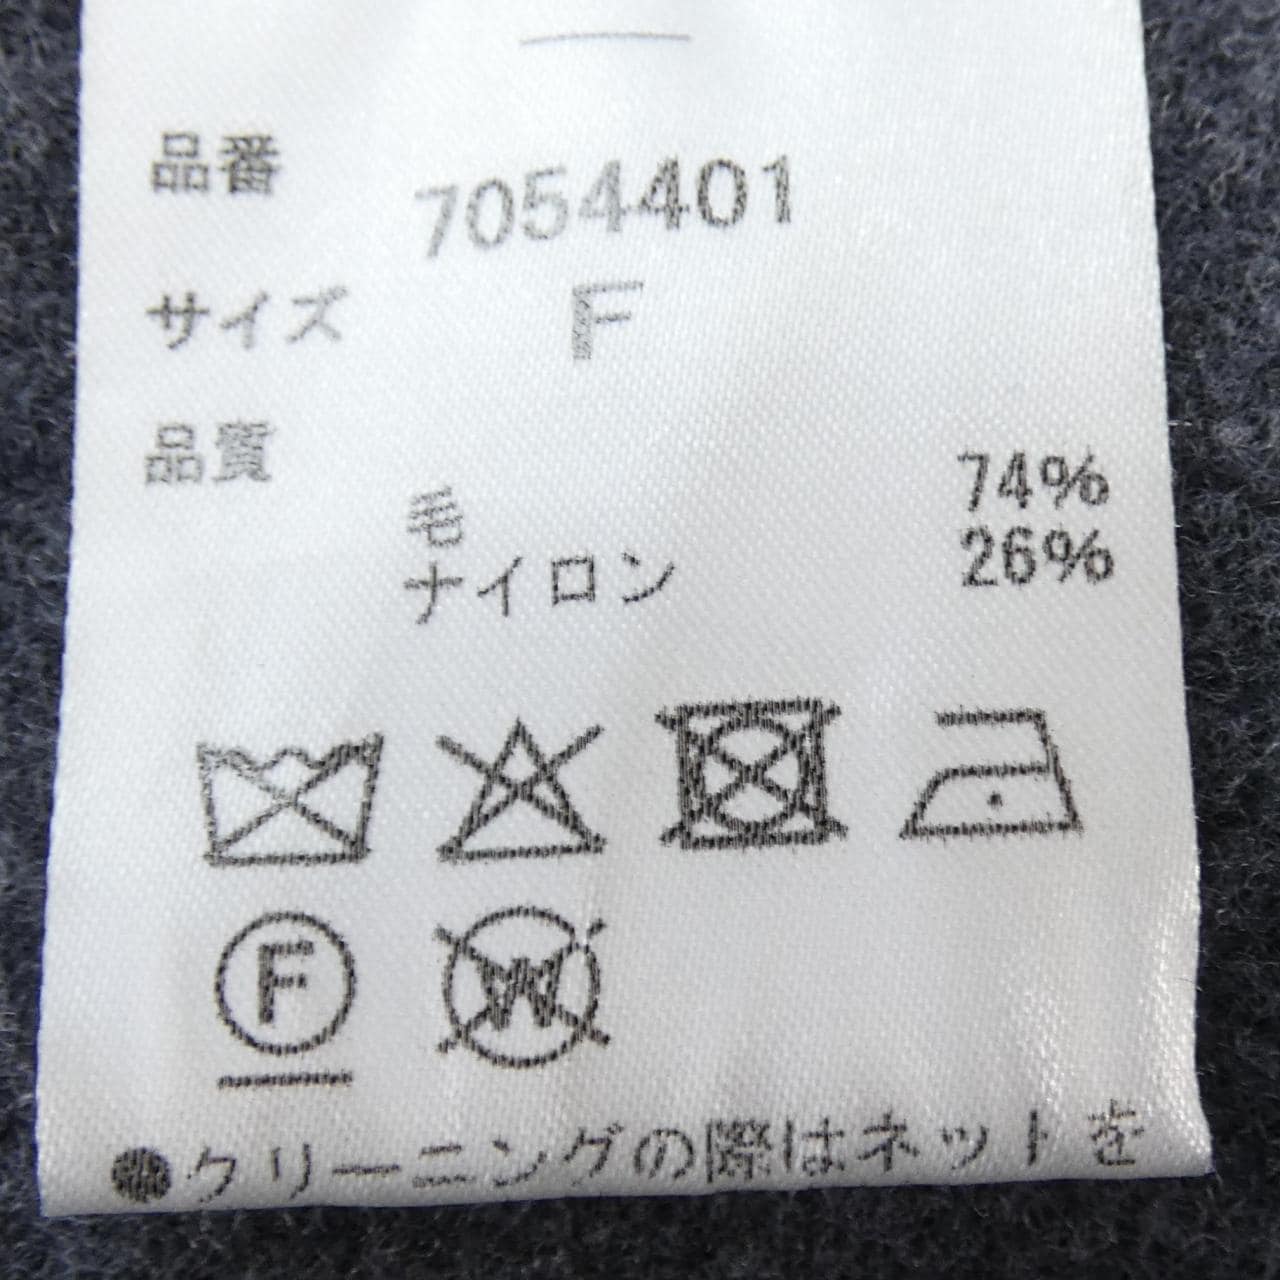 品番 7054401
サイズ F
品質
毛 74%
ナイロン 26%
F W
●クリーニングの際はネットを